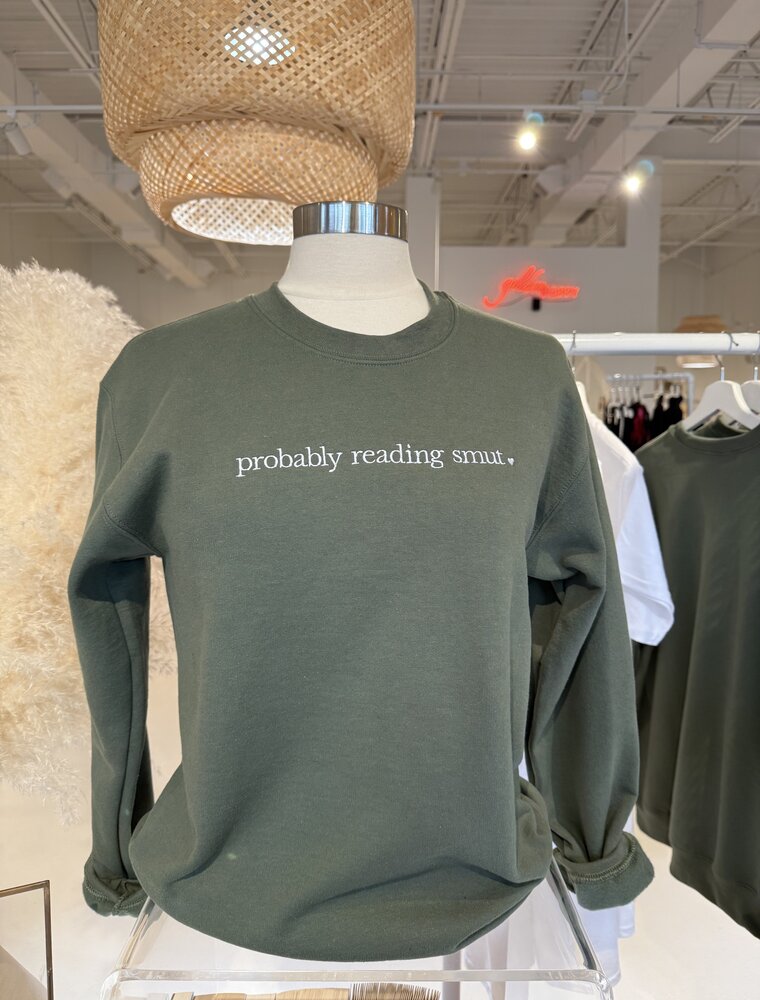 probably reading smut.♥